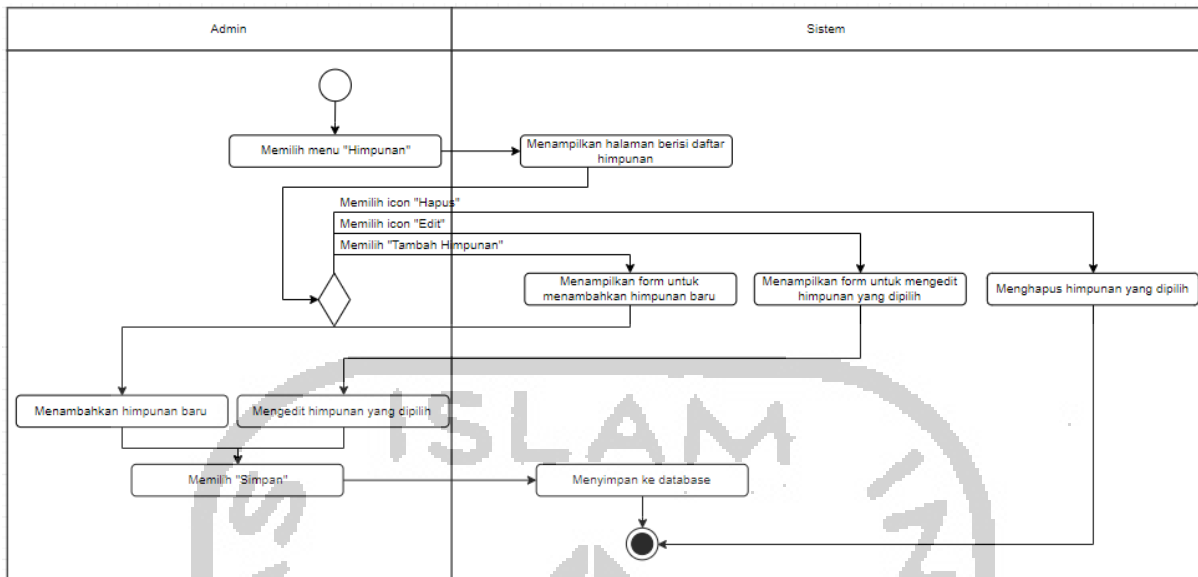 Admin
Sistem
Memilih menu "Himpunan"
Menampilkan halaman berisi daftar
himpunan
Memilih icon "Hapus"
Memilih icon "Edit"
Memilih "Tambah Himpunan"
Menampilkan form untuk
menambahkan himpunan baru
Menampilkan form untuk mengedit
himpunan yang dipilih
Menghapus himpunan yang dipilih
Menambahkan himpunan baru
Mengedit himpunan yang dipilih
ISLAM
Memilih "Simpan"
Menyimpan ke database